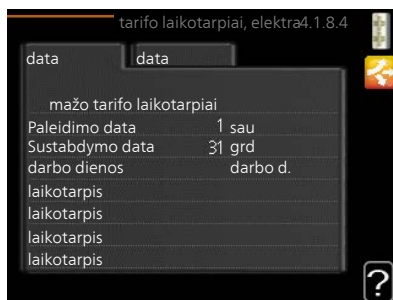 tarifo laikotarpiai, elektra4.1.8.4
data data
mažo tarifo laikotarpiai
Paleidimo data 1 sau
Sustabdymo data 31 grd
darbo dienos darbo d.
laikotarpis
laikotarpis
laikotarpis
laikotarpis
?